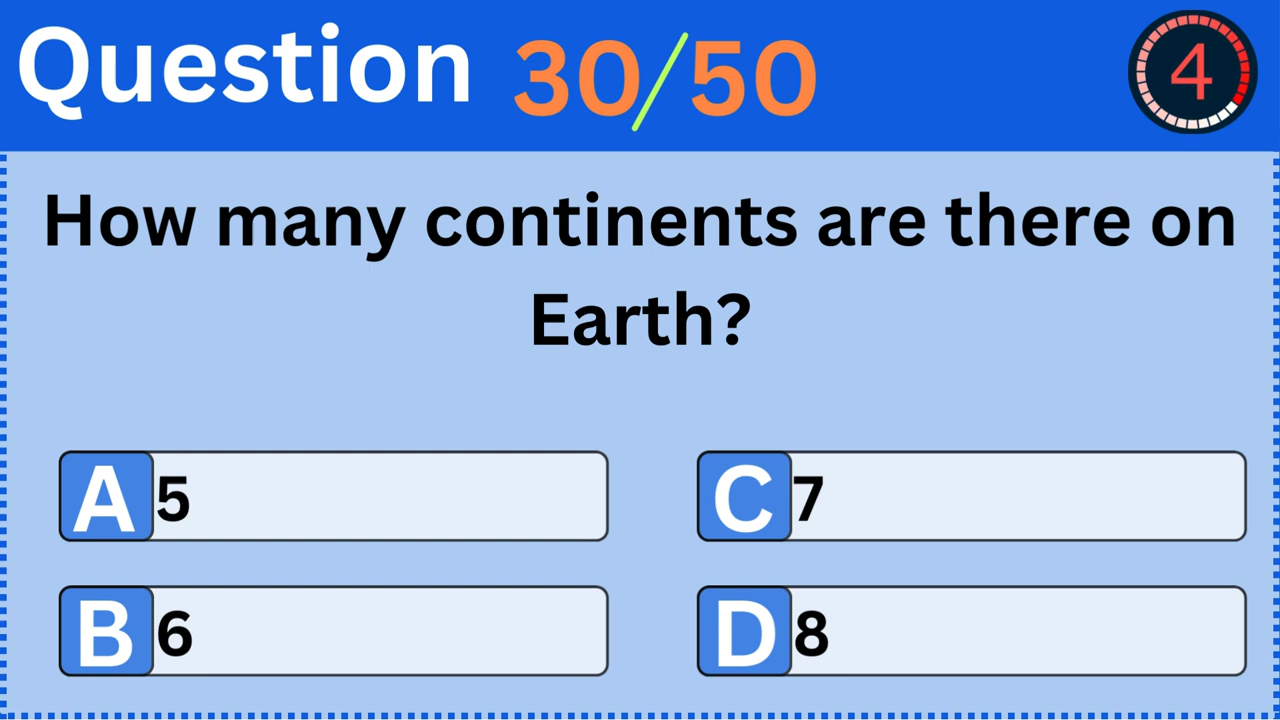 Question 30/50
4
How many continents are there on
Earth?
A 5
C 7
B 6
D 8